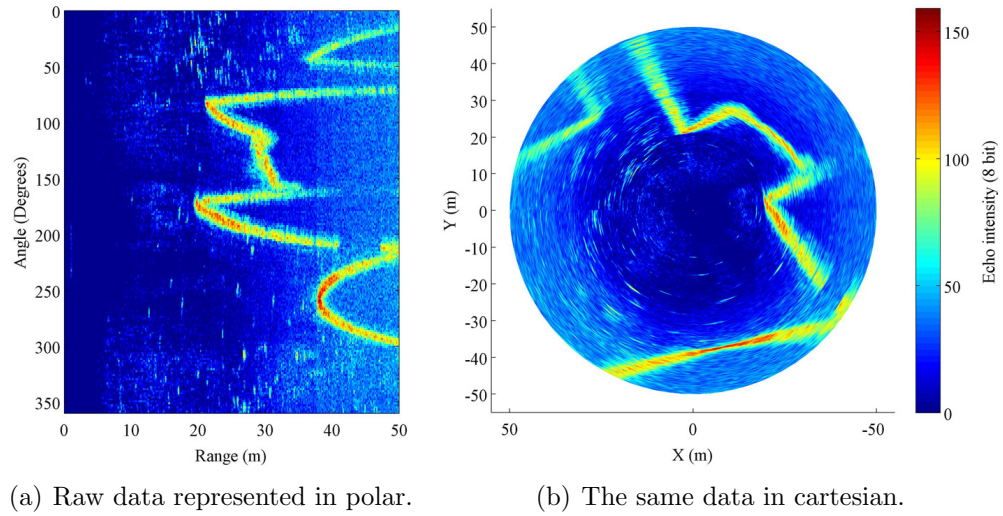 0
50
100
150
200
250
300
350
Angle (Degrees)
0 10 20 30 40 50
Range (m)
50
40
30
20
10
0
-10
-20
-30
-40
-50
Y (m)
50 0 -50
X (m)
150
100
50
0
Echo intensity (8 bit)
(a) Raw data represented in polar.
(b) The same data in cartesian.